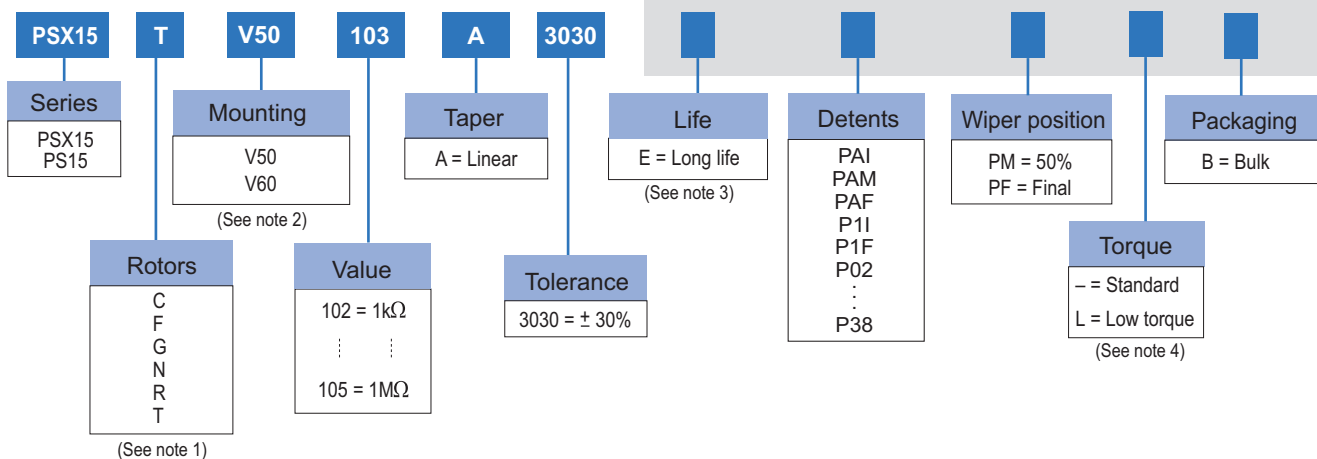 PSX15 T V50 103 A 3030
Series
PSX15
PS15
Mounting
V50
V60
(See note 2)
Taper
A = Linear
Life
E = Long life
(See note 3)
Detents
PAI
PAM
PAF
P1I
P1F
P02
:
:
P38
Wiper position
PM = 50%
PF = Final
Packaging
B = Bulk
Rotors
C
F
G
N
R
T
(See note 1)
Value
102 = 1kΩ
105 = 1MΩ
Tolerance
3030 = ± 30%
Torque
– = Standard
L = Low torque
(See note 4)